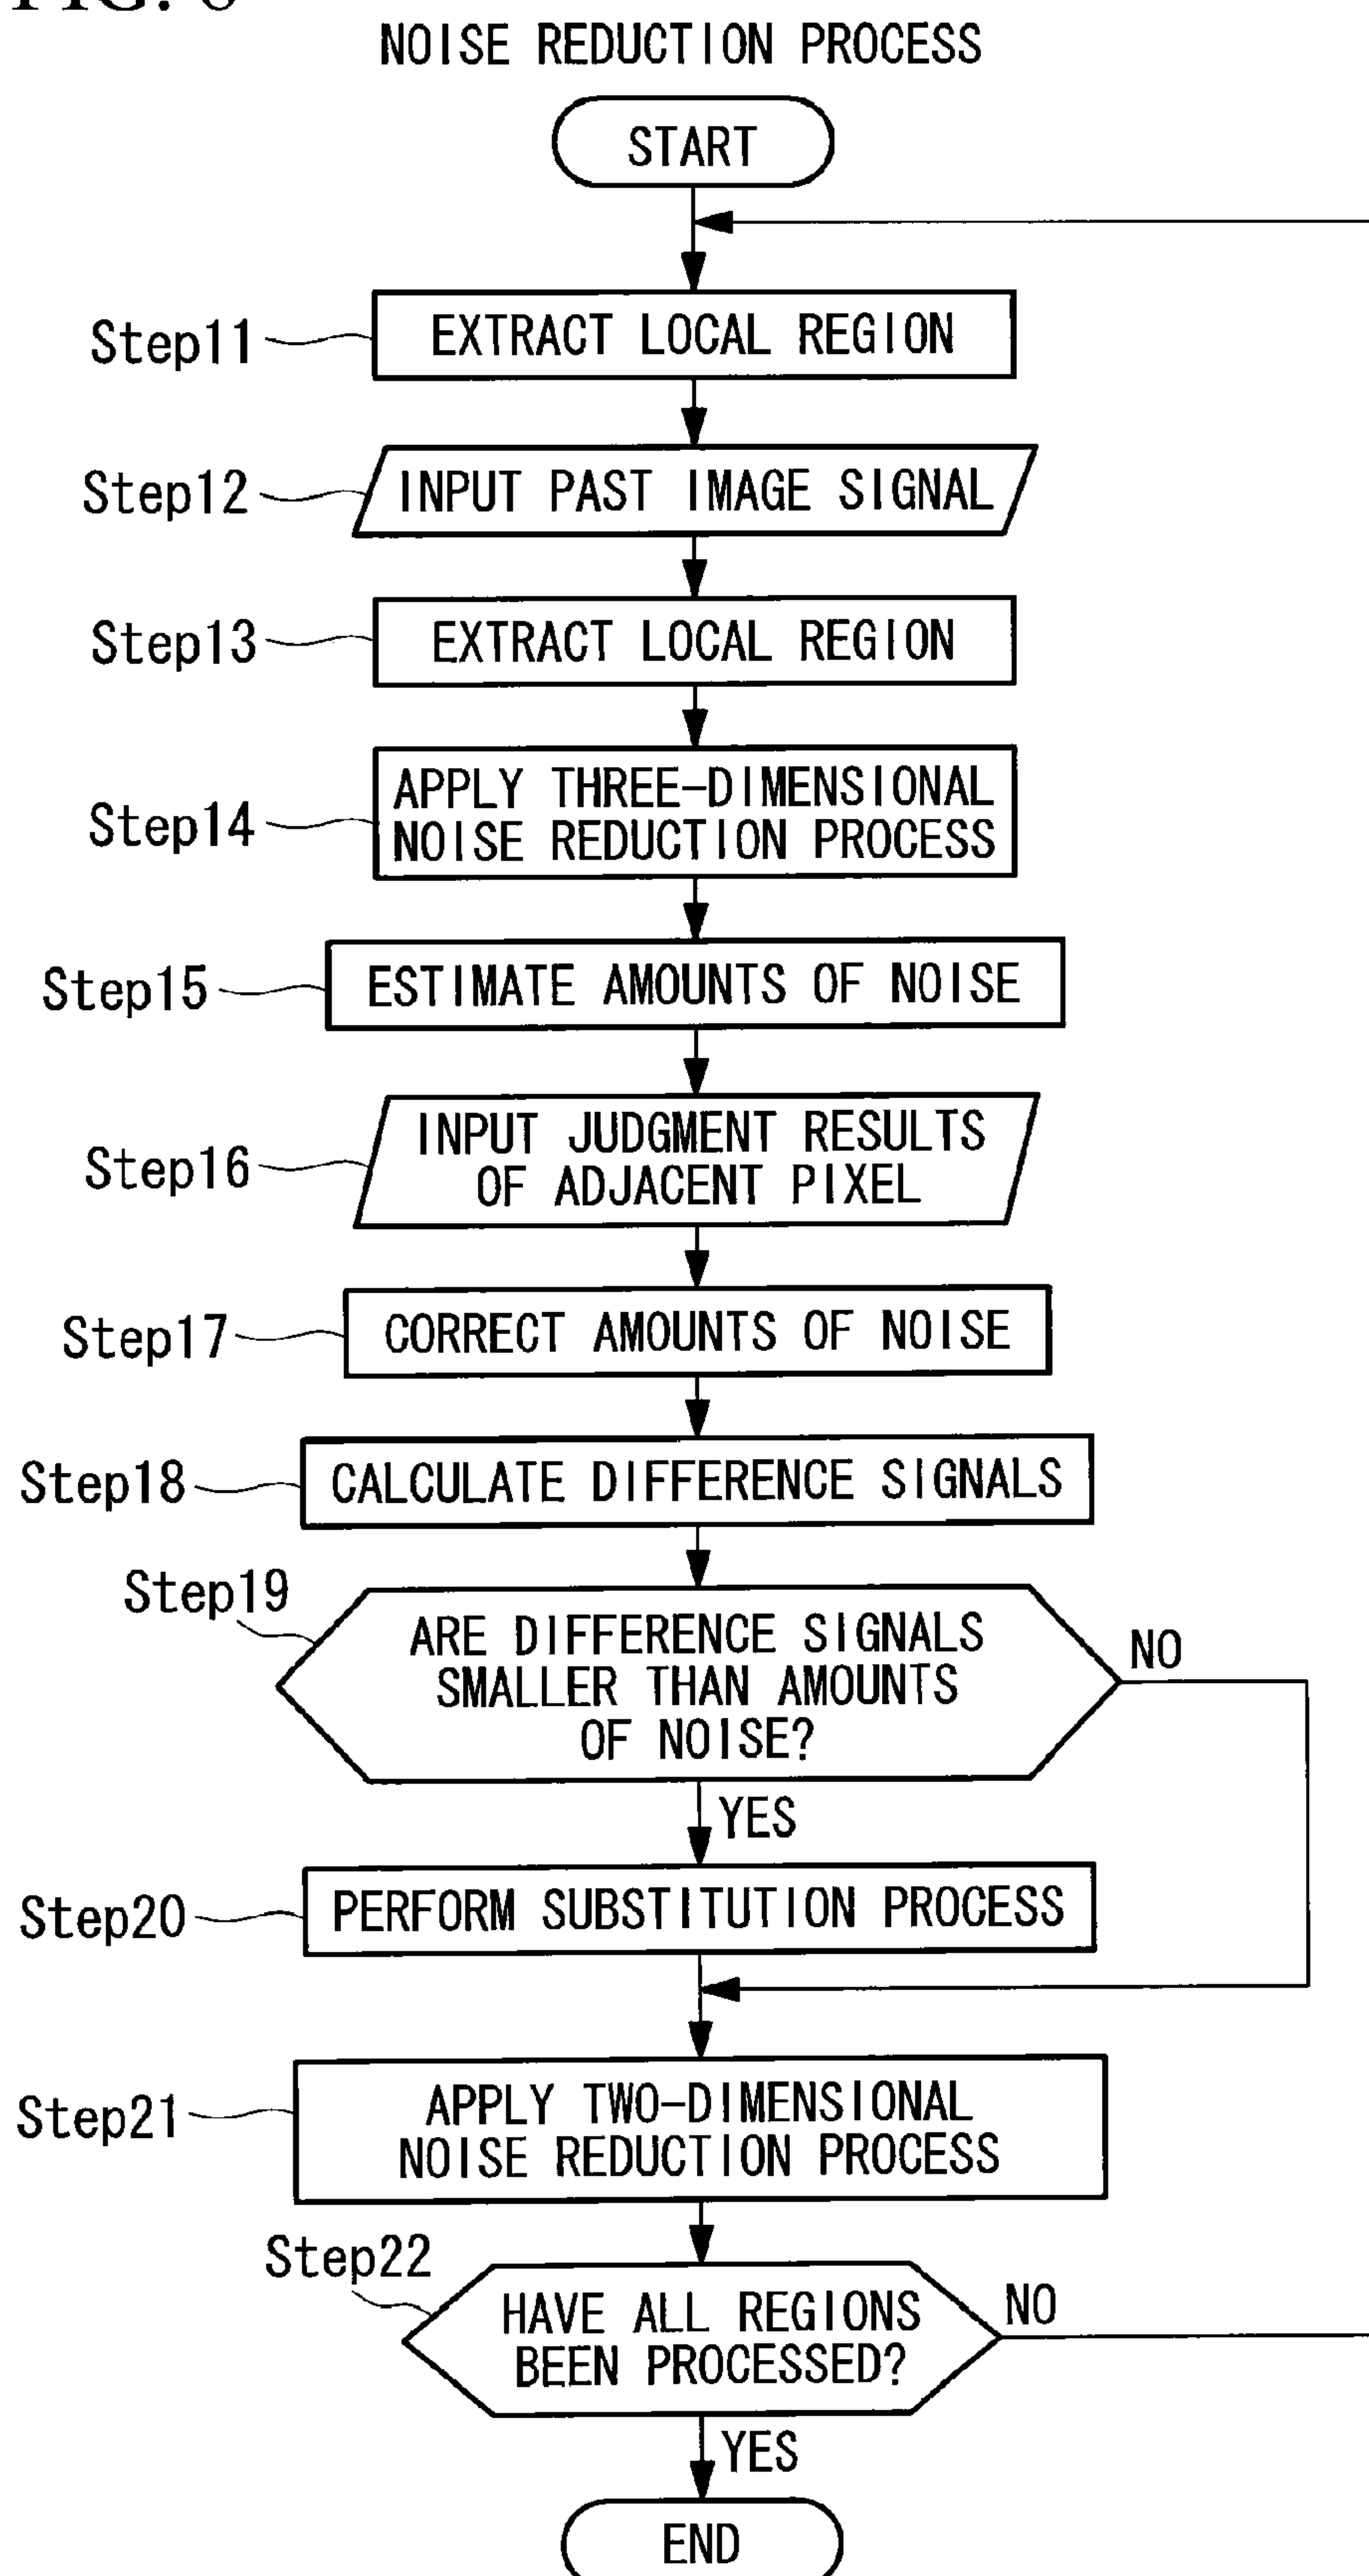 FIG.
NOISE REDUCTION PROCESS
START
Step11
EXTRACT LOCAL REGION
Step12
INPUT PAST IMAGE SIGNAL
Step13
EXTRACT LOCAL REGION
Step14
APPLY THREE-DIMENSIONAL
NOISE REDUCTION PROCESS
Step15
ESTIMATE AMOUNTS OF NOISE
Step16
INPUT JUDGMENT RESULTS
OF ADJACENT PIXEL
Step17
CORRECT AMOUNTS OF NOISE
Step18
CALCULATE DIFFERENCE SIGNALS
Step19
ARE DIFFERENCE SIGNALS
SMALLER THAN AMOUNTS
OF NOISE?
NO
YES
Step20
PERFORM SUBSTITUTION PROCESS
Step21
APPLY TWO-DIMENSIONAL
NOISE REDUCTION PROCESS
Step22
HAVE ALL REGIONS
BEEN PROCESSED?
NO
YES
END